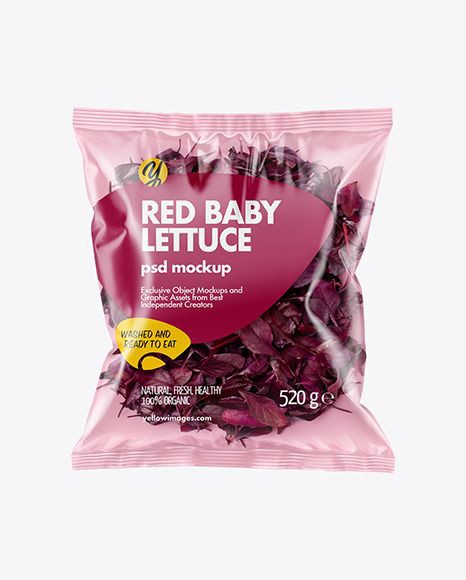 RED BABY
LETTUCE
psd mockup
Exclusive Object Mockups and
Graphic Assets from Best
Independent Creators
WASHED AND
READY TO EAT
NATURAL, FRESH, HEALTHY
100% ORGANIC
yellowimages.com
520 g ℮